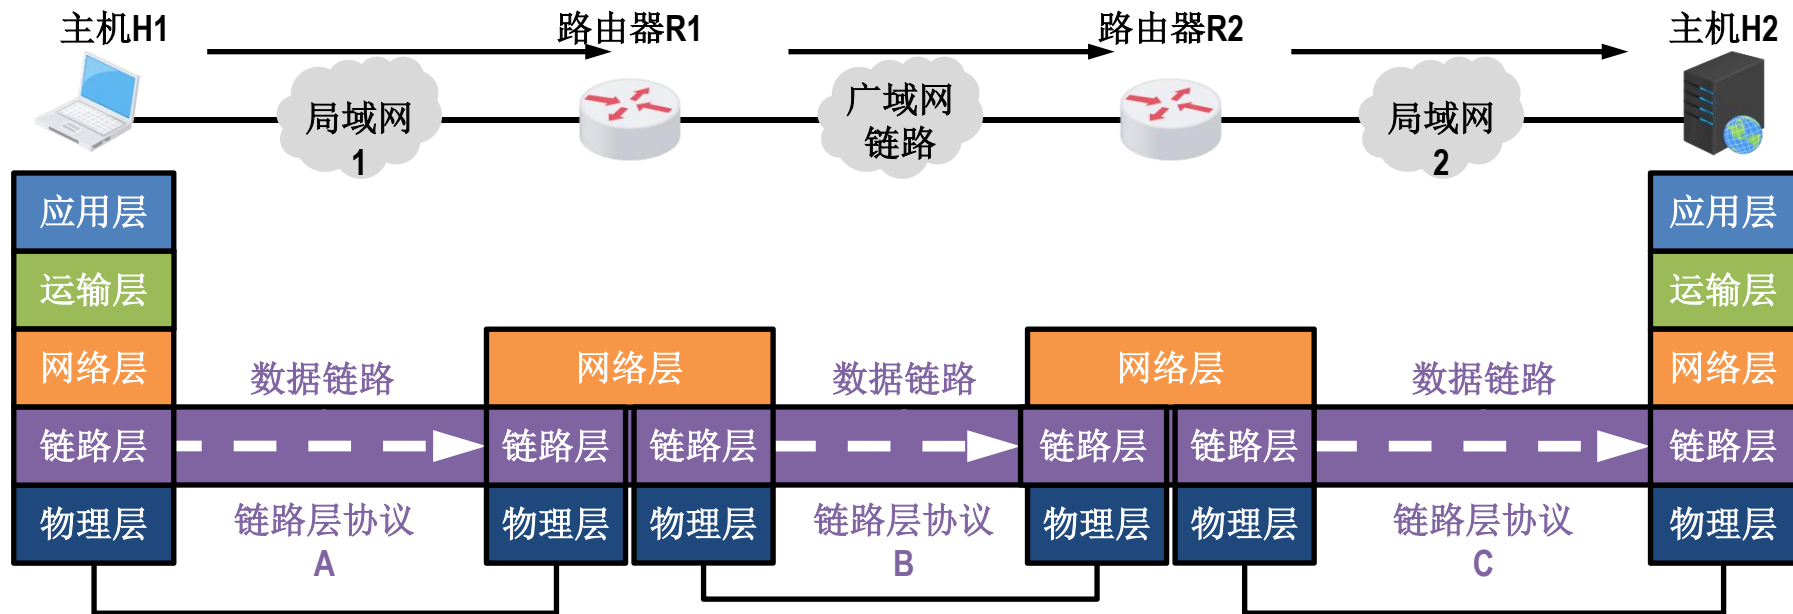 主机H1
路由器R1
路由器R2
主机H2
局域网
1
广域网
链路
局域网
2
应用层
应用层
运输层
运输层
网络层
数据链路
网络层
数据链路
网络层
数据链路
网络层
链路层
链路层
链路层
链路层
链路层
链路层
物理层
链路层协议
A
物理层
物理层
链路层协议
B
物理层
物理层
链路层协议
C
物理层